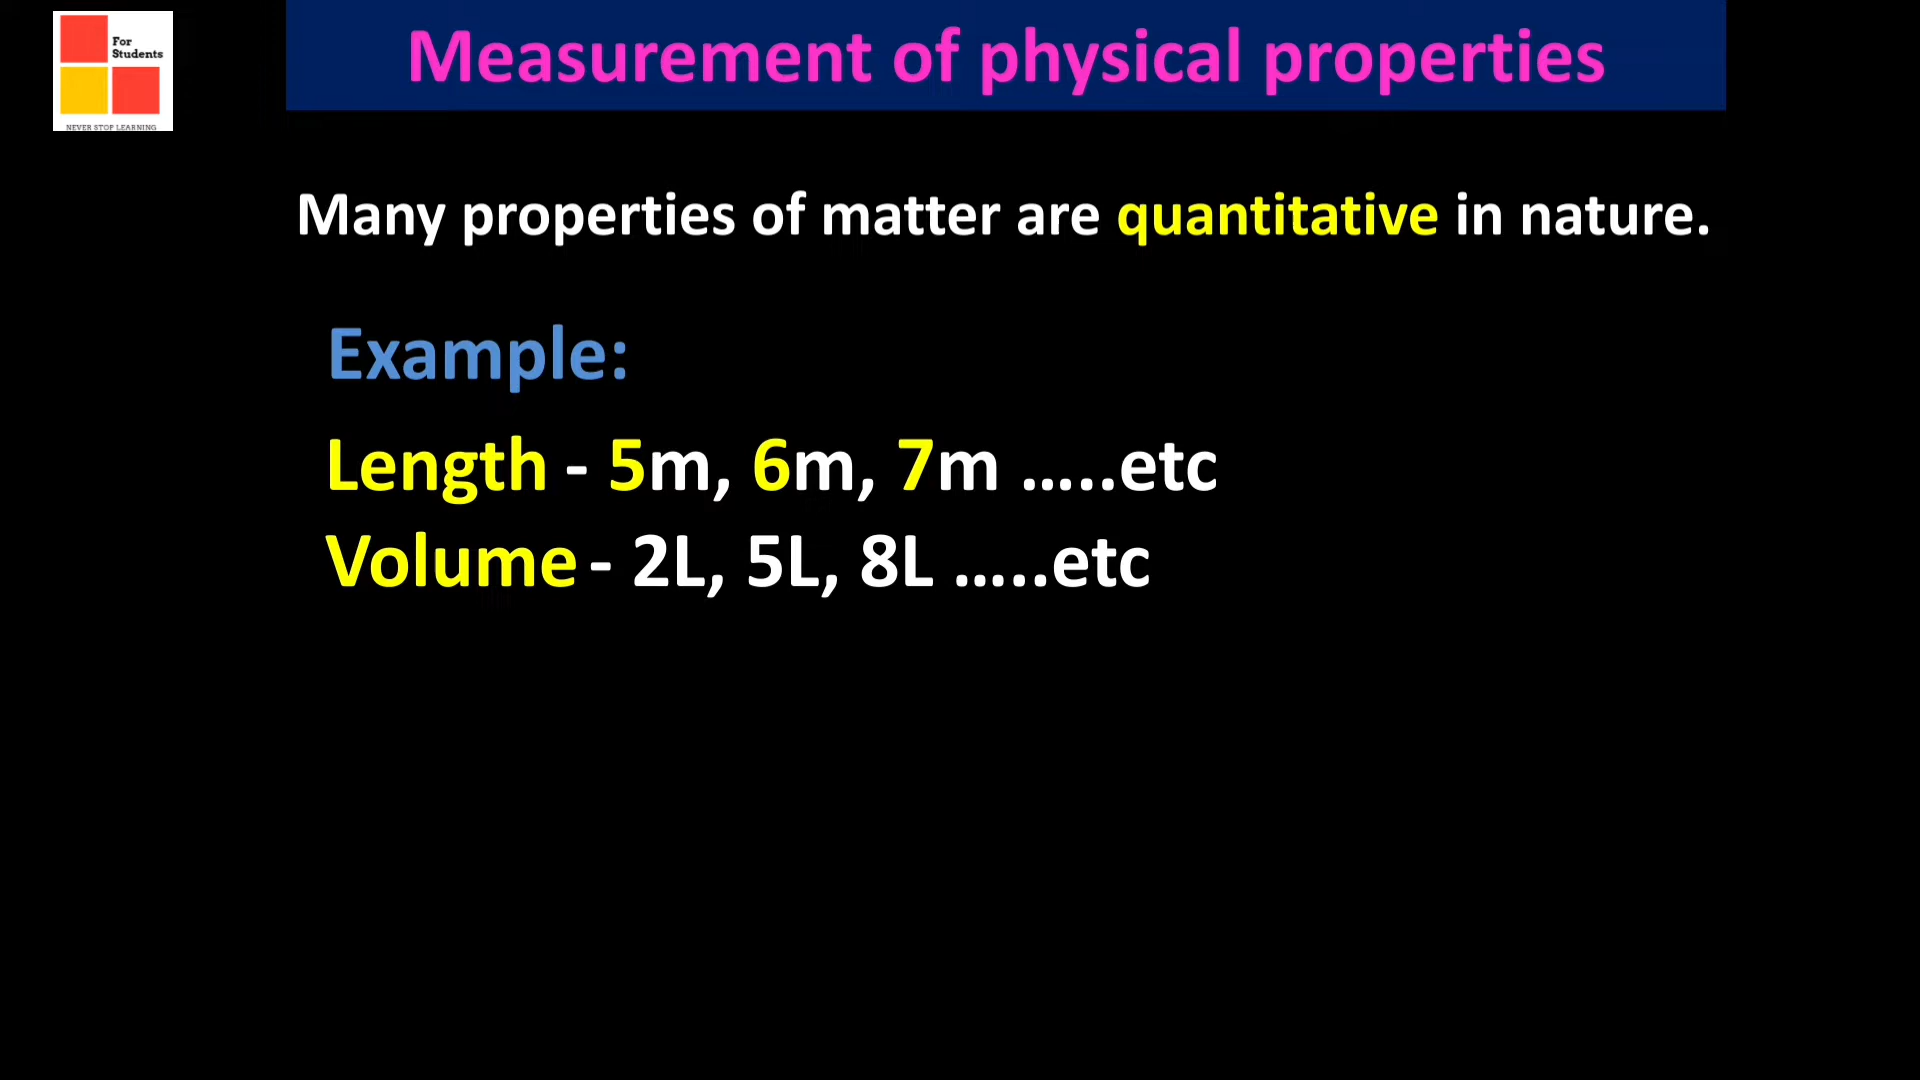 For
Students
NEVER STOP LEARNING
Measurement of physical properties
Many properties of matter are quantitative in nature.
Example:
Length - 5m, 6m, 7m …..etc
Volume - 2L, 5L, 8L …..etc